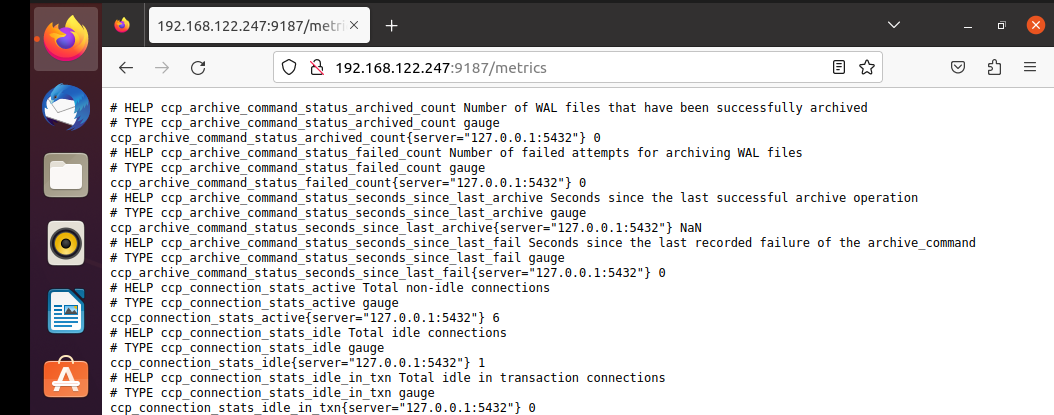 192.168.122.247:9187/metri
192.168.122.247:9187/metrics
# HELP ccp_archive_command_status_archived_count Number of WAL files that have been successfully archived
# TYPE ccp_archive_command_status_archived_count gauge
ccp_archive_command_status_archived_count{server="127.0.0.1:5432"} 0
# HELP ccp_archive_command_status_failed_count Number of failed attempts for archiving WAL files
# TYPE ccp_archive_command_status_failed_count gauge
ccp_archive_command_status_failed_count{server="127.0.0.1:5432"} 0
# HELP ccp_archive_command_status_seconds_since_last_archive Seconds since the last successful archive operation
# TYPE ccp_archive_command_status_seconds_since_last_archive gauge
ccp_archive_command_status_seconds_since_last_archive{server="127.0.0.1:5432"} NaN
# HELP ccp_archive_command_status_seconds_since_last_fail Seconds since the last recorded failure of the archive_command
# TYPE ccp_archive_command_status_seconds_since_last_fail gauge
ccp_archive_command_status_seconds_since_last_fail{server="127.0.0.1:5432"} 0
# HELP ccp_connection_stats_active Total non-idle connections
# TYPE ccp_connection_stats_active gauge
ccp_connection_stats_active{server="127.0.0.1:5432"} 6
# HELP ccp_connection_stats_idle Total idle connections
# TYPE ccp_connection_stats_idle gauge
ccp_connection_stats_idle{server="127.0.0.1:5432"} 1
# HELP ccp_connection_stats_idle_in_txn Total idle in transaction connections
# TYPE ccp_connection_stats_idle_in_txn gauge
ccp_connection_stats_idle_in_txn{server="127.0.0.1:5432"} 0